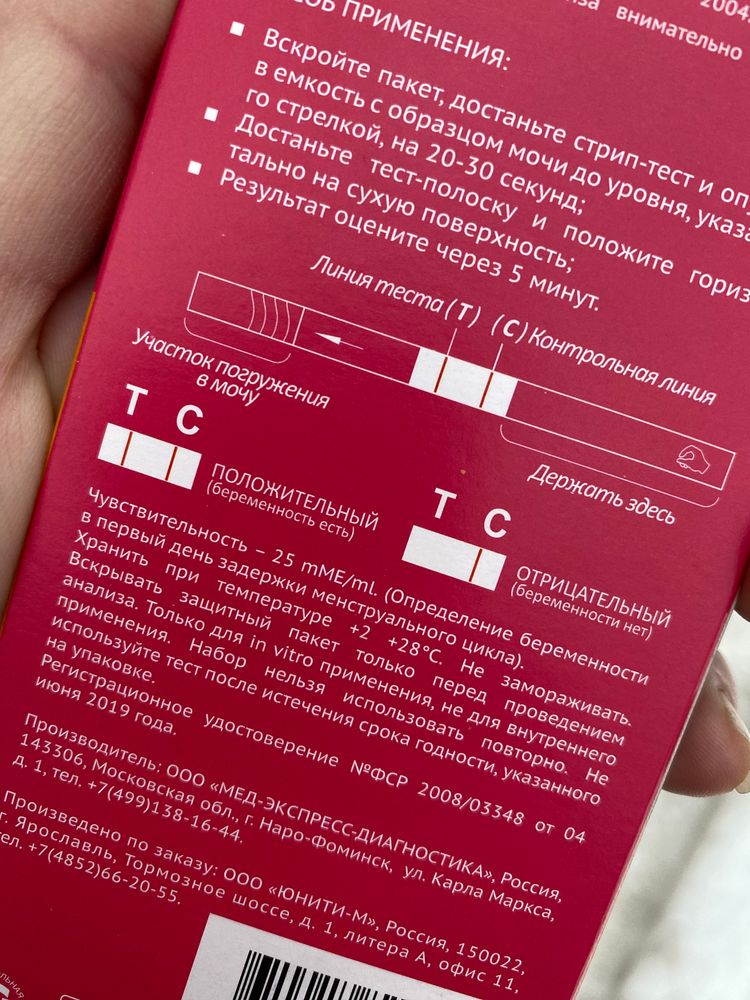 2004
внимательно
ПРИМЕНЕНИЯ:
Вскройте пакет, достаньте стрип-тест и оп
в емкость с образцом мочи до уровня, указа
го стрелкой, на 20-30 секунд;
Достаньте тест-полоску и положите гориз
тально на сухую поверхность;
Результат оцените через 5 минут.
Линия теста (T) (C) Контрольная линия
Участок погружения
в мочу
Держать здесь
T C
ПОЛОЖИТЕЛЬНЫЙ
(беременность есть)
T C
ОТРИЦАТЕЛЬНЫЙ
(беременности нет)
Чувствительность – 25 mME/ml. (Определение беременности
в первый день задержки менструального цикла).
Хранить при температуре +2 +28°C. Не замораживать.
Вскрывать защитный пакет только перед проведением
анализа. Только для in vitro применения, не для внутреннего
применения. Набор нельзя использовать повторно. Не
используйте тест после истечения срока годности, указанного
на упаковке.
Регистрационное удостоверение №ФСР 2008/03348 от 04
июня 2019 года.
Производитель: ООО «МЕД-ЭКСПРЕСС-ДИАГНОСТИКА», Россия,
143306, Московская обл., г. Наро-Фоминск, ул. Карла Маркса,
д. 1, тел. +7(499)138-16-44.
Произведено по заказу: ООО «ЮНИТИ-М», Россия, 150022,
г. Ярославль, Тормозное шоссе, д. 1, литера А, офис 11,
тел. +7(4852)66-20-55.